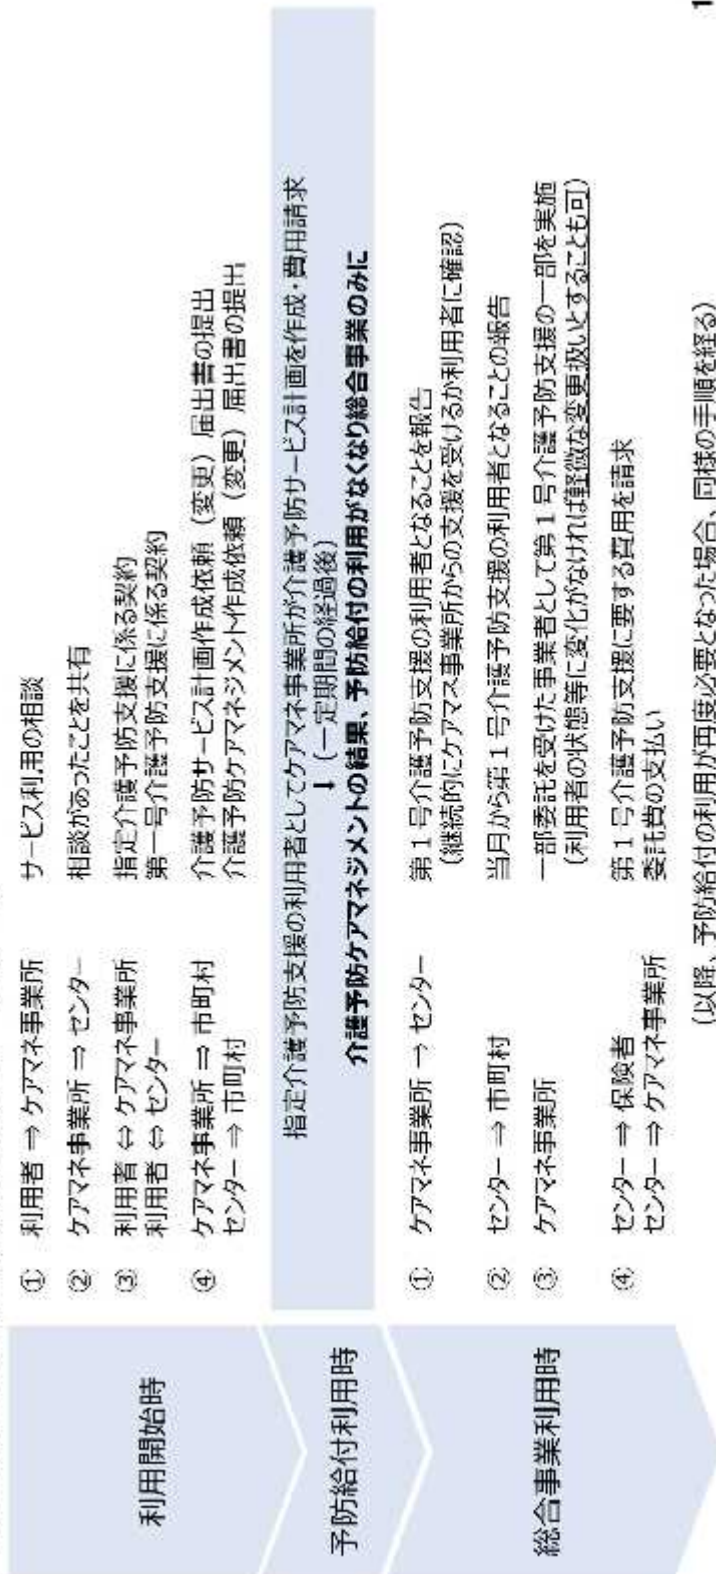 利用開始時
① 利用者 ⇒ ケアマネ事業所 サービス利用の相談
② ケアマネ事業所 ⇒ センター 相談があったことを共有
③ 利用者 ⇔ ケアマネ事業所 指定介護予防支援に係る契約
利用者 ⇔ センター 第一号介護予防支援に係る契約
④ ケアマネ事業所 ⇒ 市町村 介護予防サービス計画作成依頼（変更）届出書の提出
センター ⇒ 市町村 介護予防ケアマネジメント作成依頼（変更）届出書の提出
予防給付利用時
指定介護予防支援の利用者としてケアマネ事業所が介護予防サービス計画を作成・費用請求
↓（一定期間の経過後）
介護予防ケアマネジメントの結果、予防給付の利用がなくなり総合事業のみに
総合事業利用時
① ケアマネ事業所 → センター 第１号介護予防支援の利用者となることを報告
（継続的にケアマネ事業所からの支援を受けるか利用者に確認）
② センター ⇒ 市町村 当月から第１号介護予防支援の利用者となることの報告
③ ケアマネ事業所 一部委託を受けた事業者として第１号介護予防支援の一部を実施
（利用者の状態等に変化がなければ軽微な変更扱いとすることも可）
④ センター ⇒ 保険者 第１号介護予防支援に要する費用を請求
センター ⇒ ケアマネ事業所 委託費の支払い
（以降、予防給付の利用が再度必要となった場合、同様の手順を経る）
1